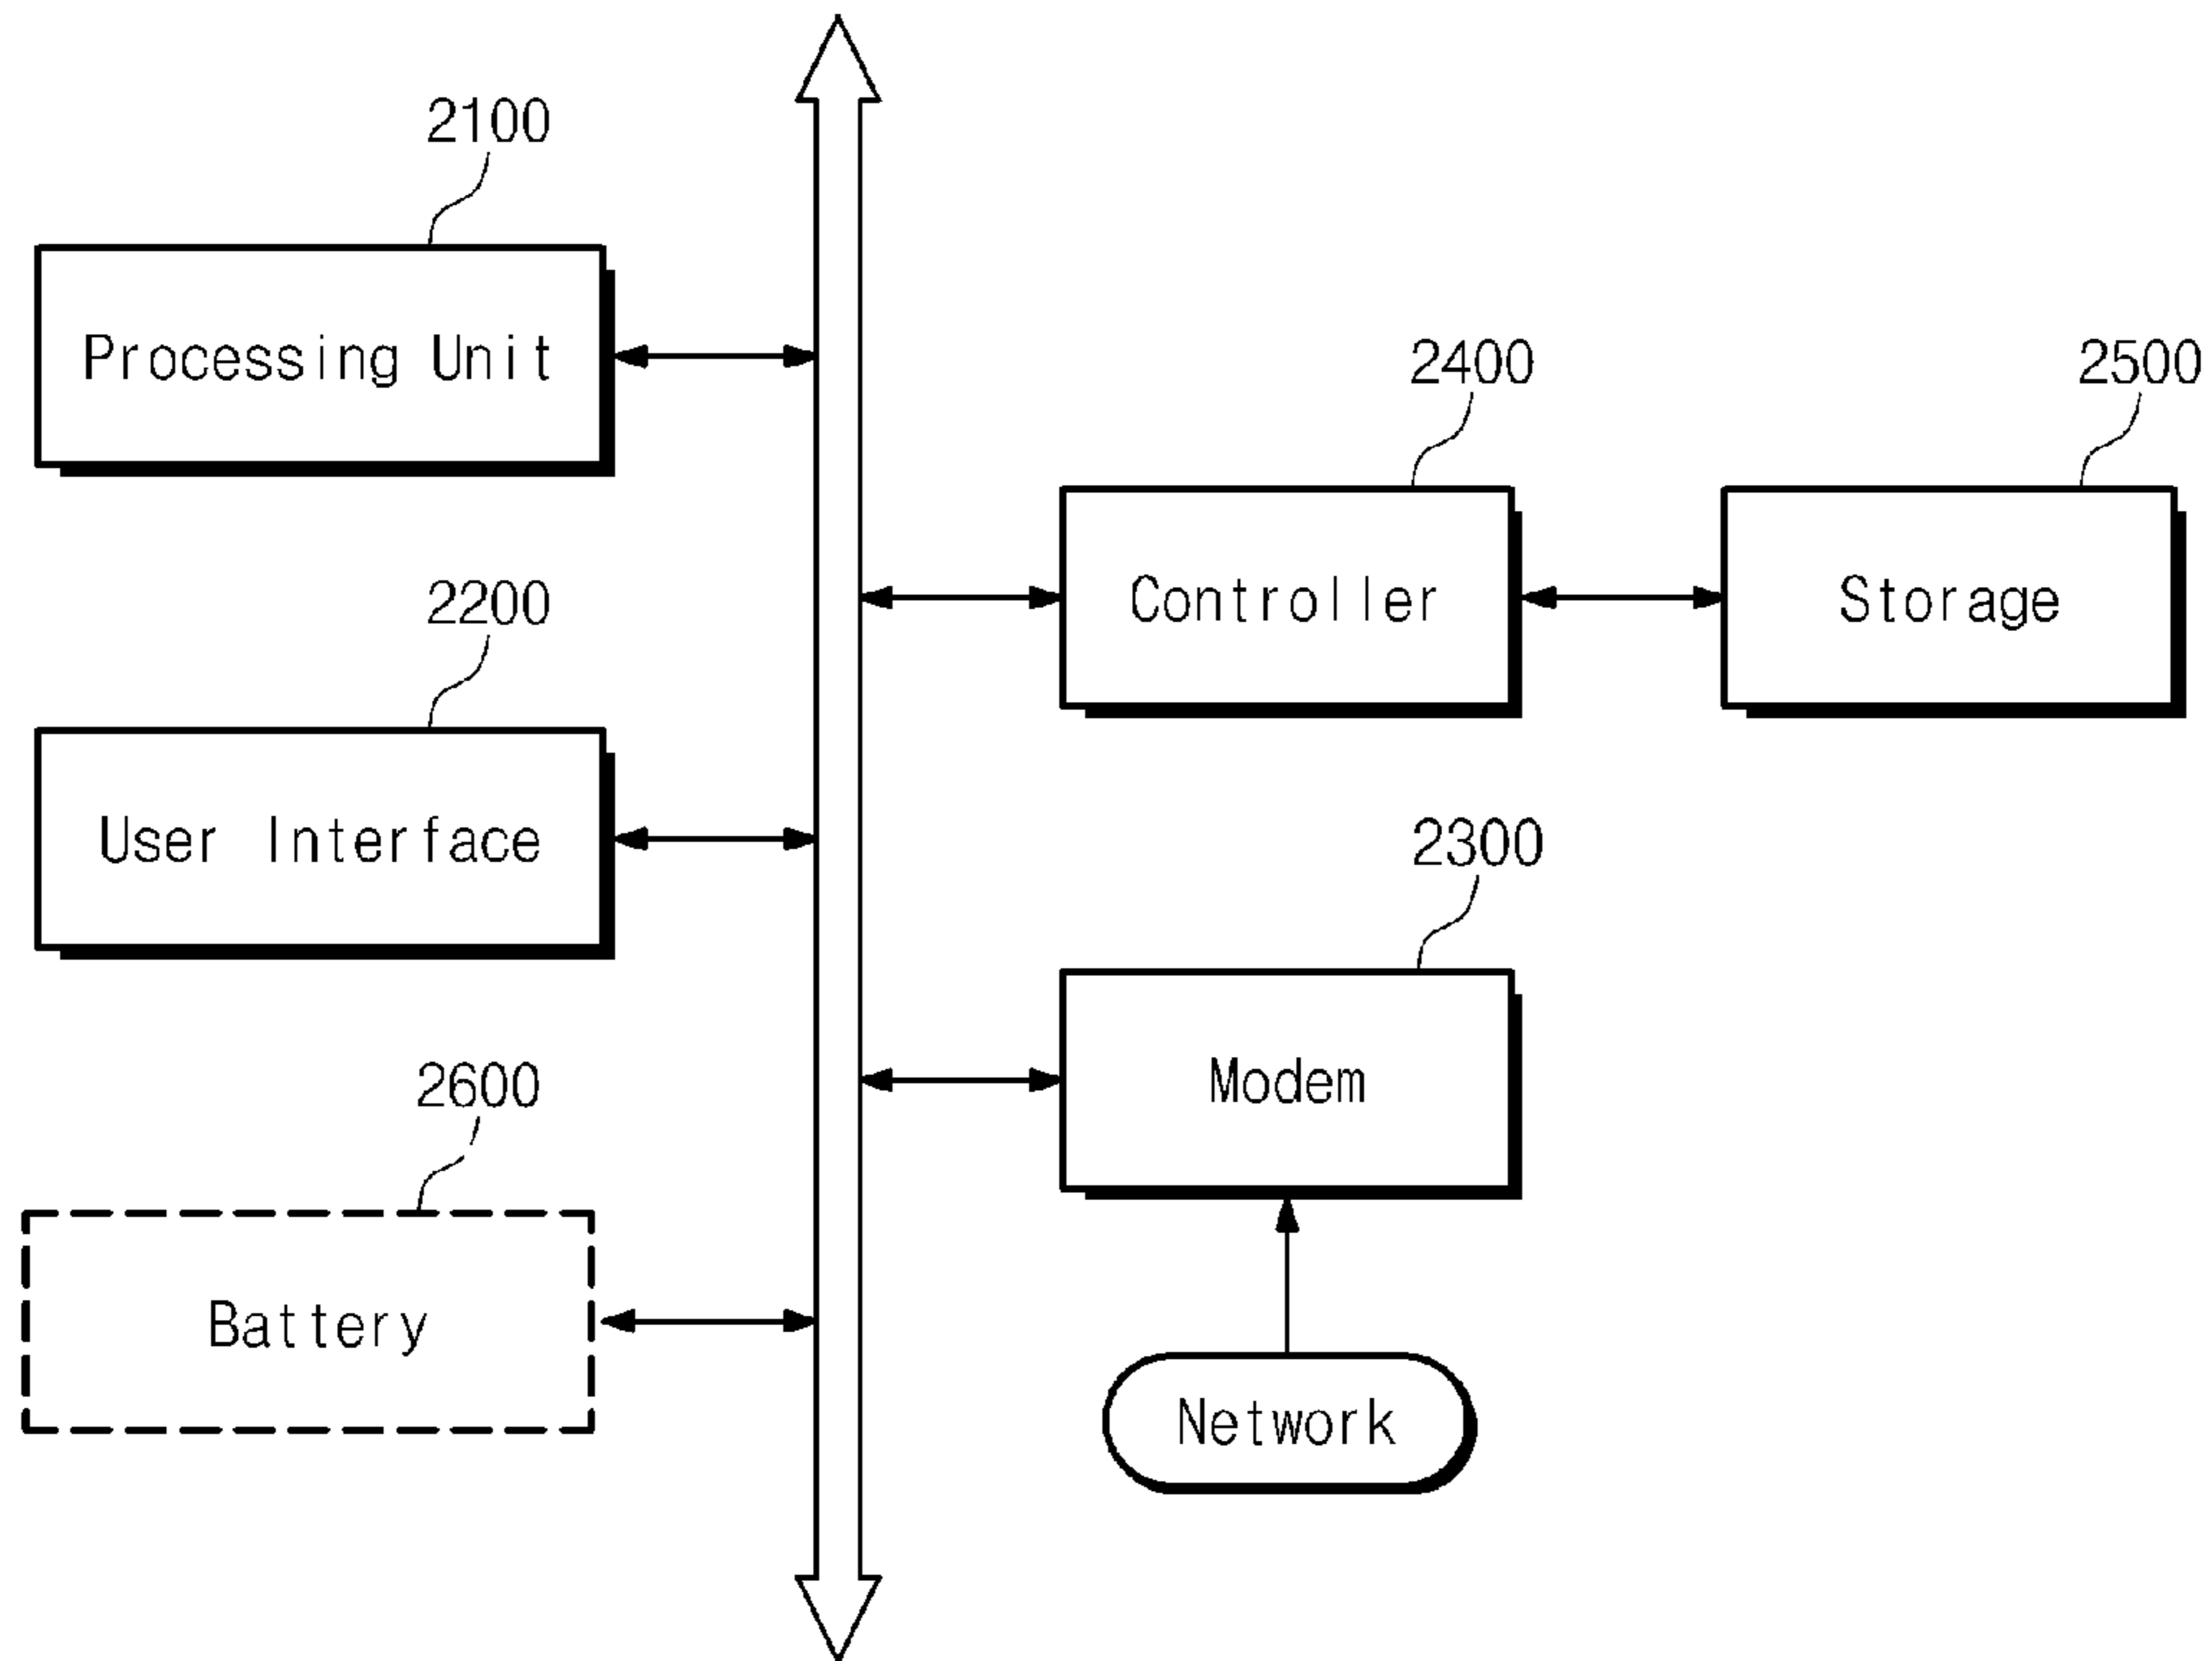 2100
Processing Unit
2400
2500
Controller
Storage
2200
User Interface
2300
Modem
2600
Battery
Network